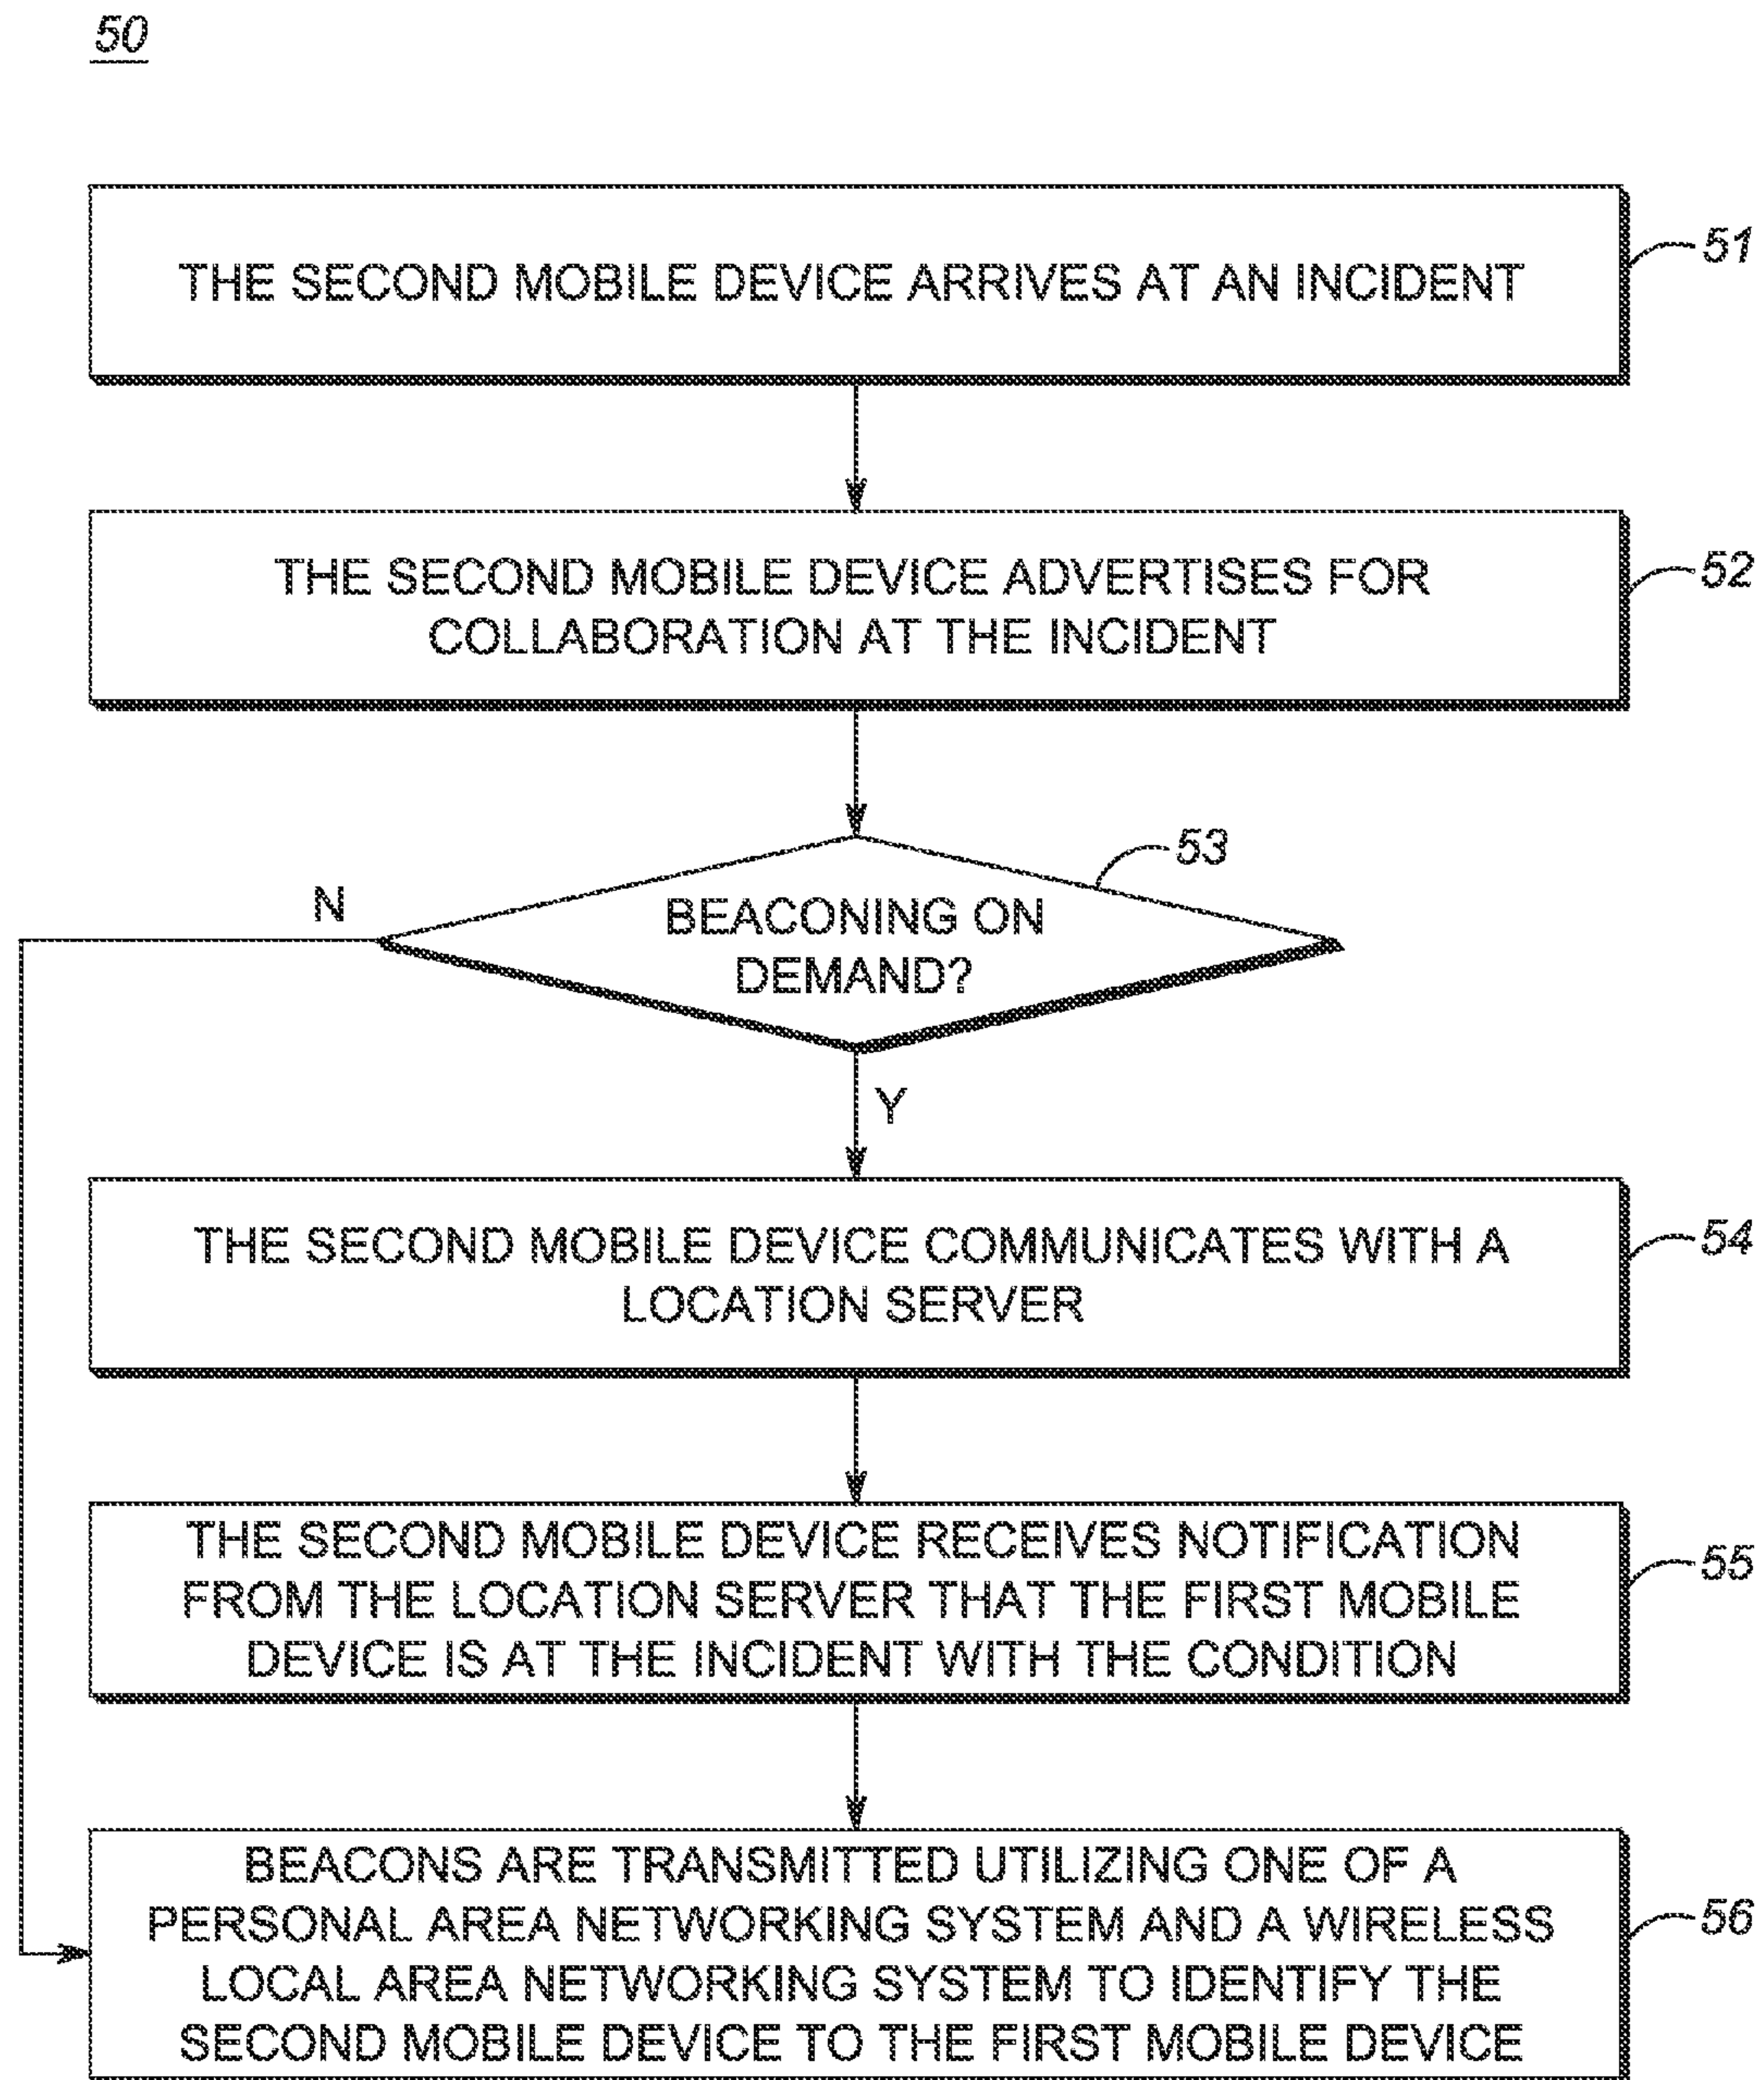 50
THE SECOND MOBILE DEVICE ARRIVES AT AN INCIDENT
51
THE SECOND MOBILE DEVICE ADVERTISES FOR
COLLABORATION AT THE INCIDENT
52
53
N
BEACONING ON
DEMAND?
Y
THE SECOND MOBILE DEVICE COMMUNICATES WITH A
LOCATION SERVER
54
THE SECOND MOBILE DEVICE RECEIVES NOTIFICATION
FROM THE LOCATION SERVER THAT THE FIRST MOBILE
DEVICE IS AT THE INCIDENT WITH THE CONDITION
55
BEACONS ARE TRANSMITTED UTILIZING ONE OF A
PERSONAL AREA NETWORKING SYSTEM AND A WIRELESS
LOCAL AREA NETWORKING SYSTEM TO IDENTIFY THE
SECOND MOBILE DEVICE TO THE FIRST MOBILE DEVICE
56